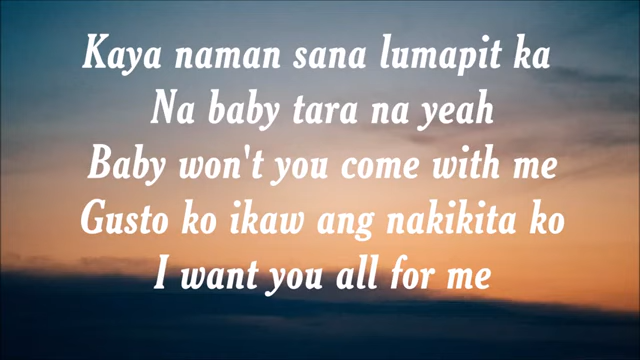 Kaya naman sana lumapit ka
Na baby tara na yeah
Baby won't you come with me
Gusto ko ikaw ang nakikita ko
I want you all for me